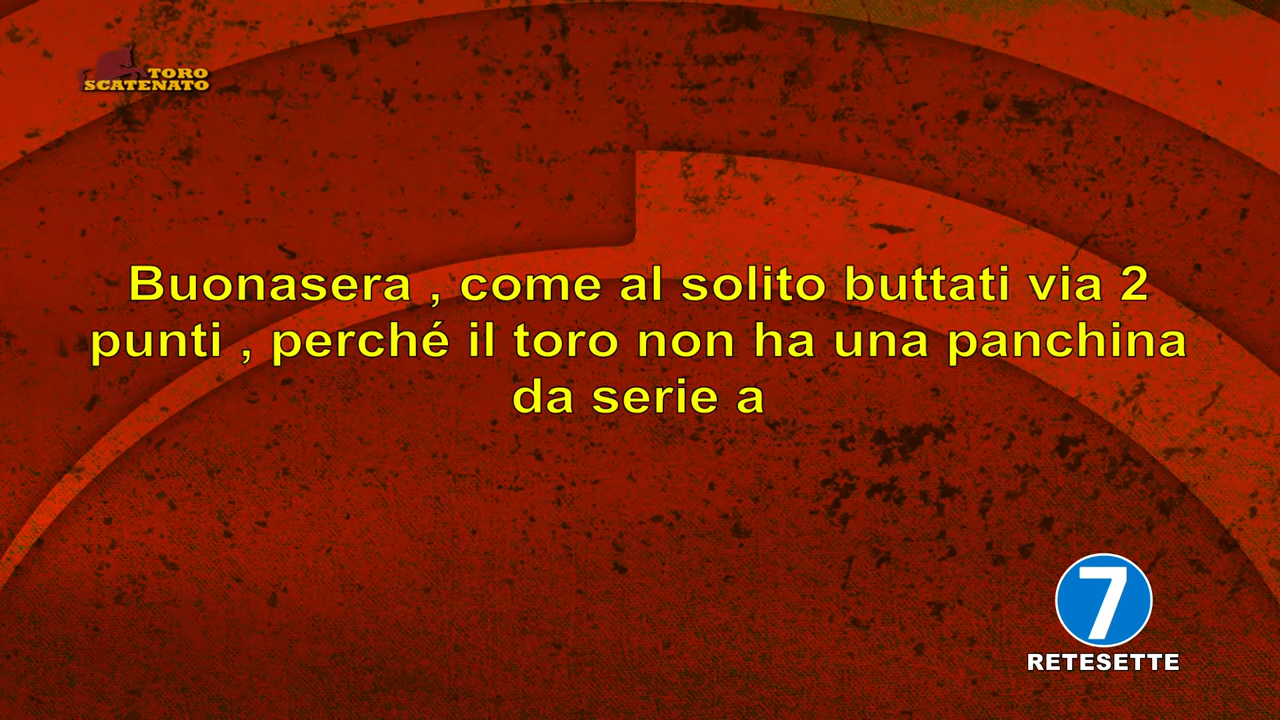 TORO
SCATENATO
Buonasera , come al solito buttati via 2
punti , perché il toro non ha una panchina
da serie a
7
RETESETTE